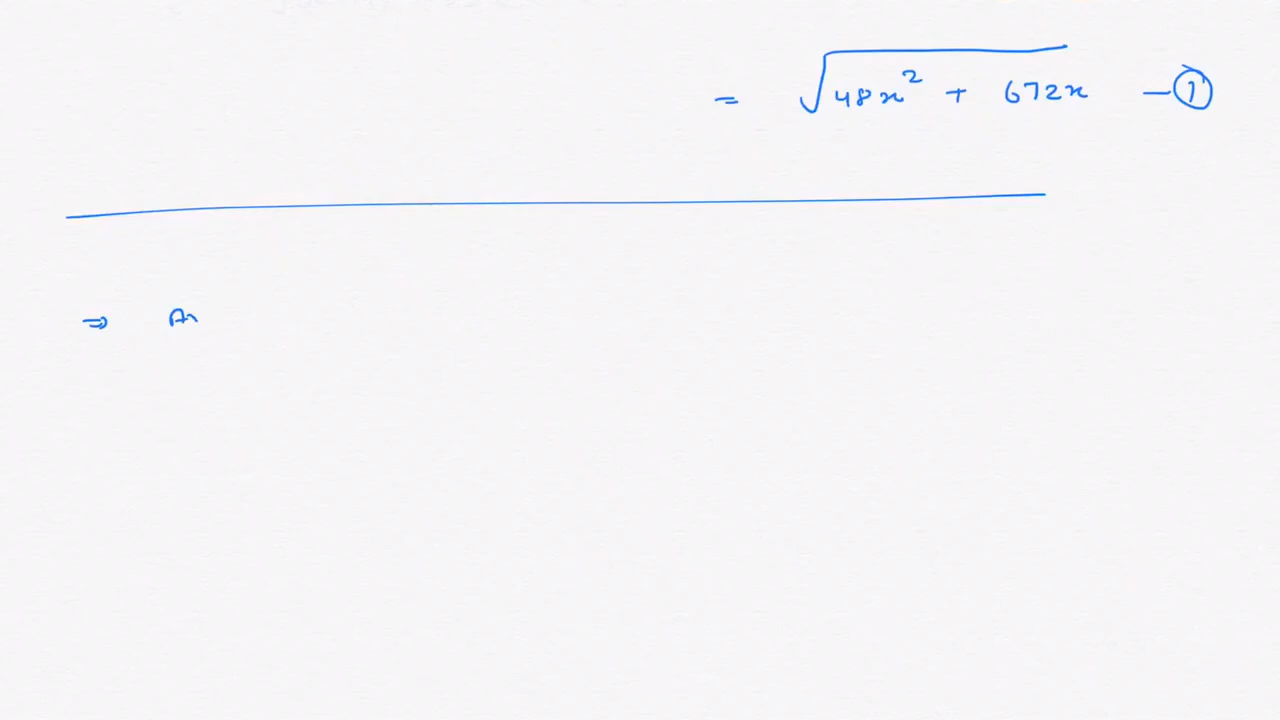 = √48x² + 672x — ①
⇒ Ar